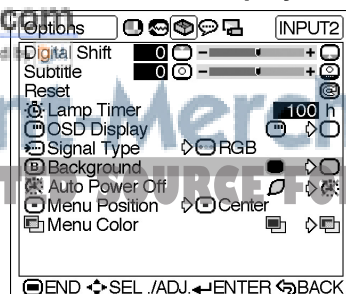 com
Options INPUT2
Digital Shift 0 - +
Subtitle 0 - +
Reset
Lamp Timer 100 h
OSD Display
Signal Type RGB
B Background
Auto Power Off
Menu Position Center
Menu Color
END SEL ./ADJ. ENTER BACK